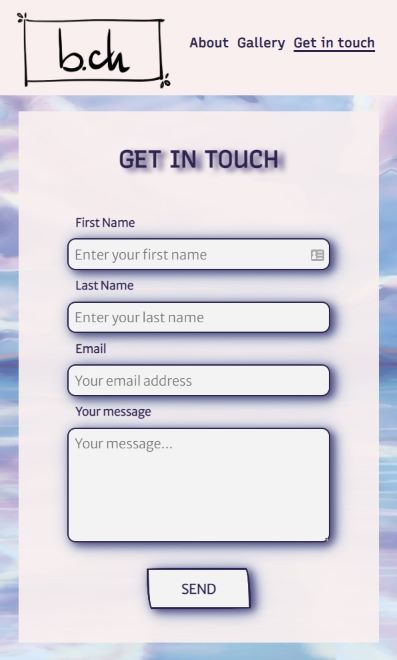 b.ch
About Gallery Get in touch
GET IN TOUCH
First Name
Enter your first name
Last Name
Enter your last name
Email
Your email address
Your message
Your message...
SEND